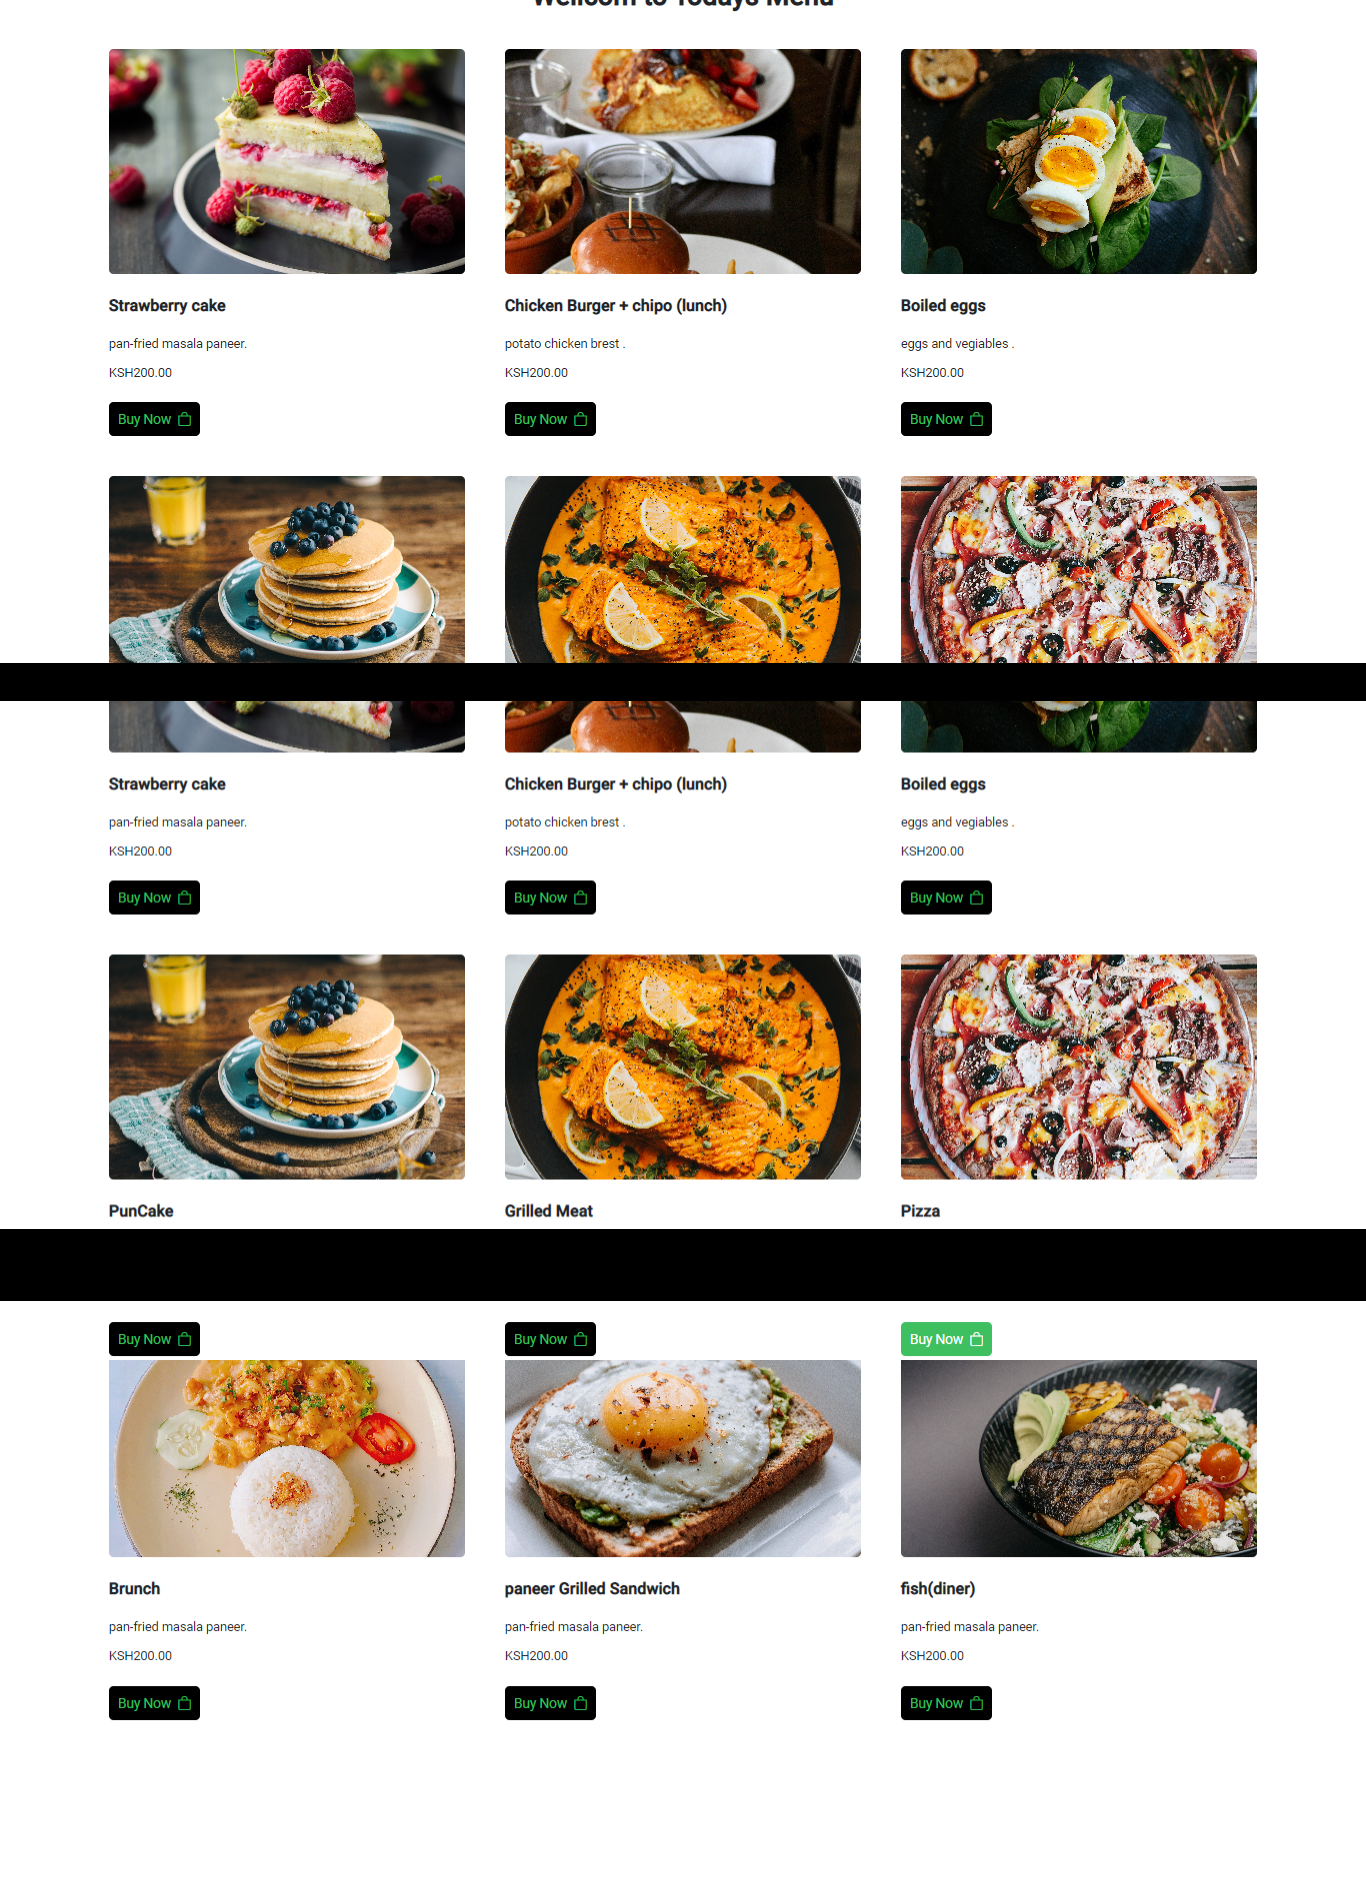 Wellcom to Todays Menu
Strawberry cake
Chicken Burger + chipo (lunch)
Boiled eggs
pan-fried masala paneer.
potato chicken brest .
eggs and vegiables .
KSH200.00
KSH200.00
KSH200.00
Buy Now
Buy Now
Buy Now
Strawberry cake
Chicken Burger + chipo (lunch)
Boiled eggs
pan-fried masala paneer.
potato chicken brest .
eggs and vegiables .
KSH200.00
KSH200.00
KSH200.00
Buy Now
Buy Now
Buy Now
PunCake
Grilled Meat
Pizza
Buy Now
Buy Now
Buy Now
Brunch
paneer Grilled Sandwich
fish(diner)
pan-fried masala paneer.
pan-fried masala paneer.
pan-fried masala paneer.
KSH200.00
KSH200.00
KSH200.00
Buy Now
Buy Now
Buy Now